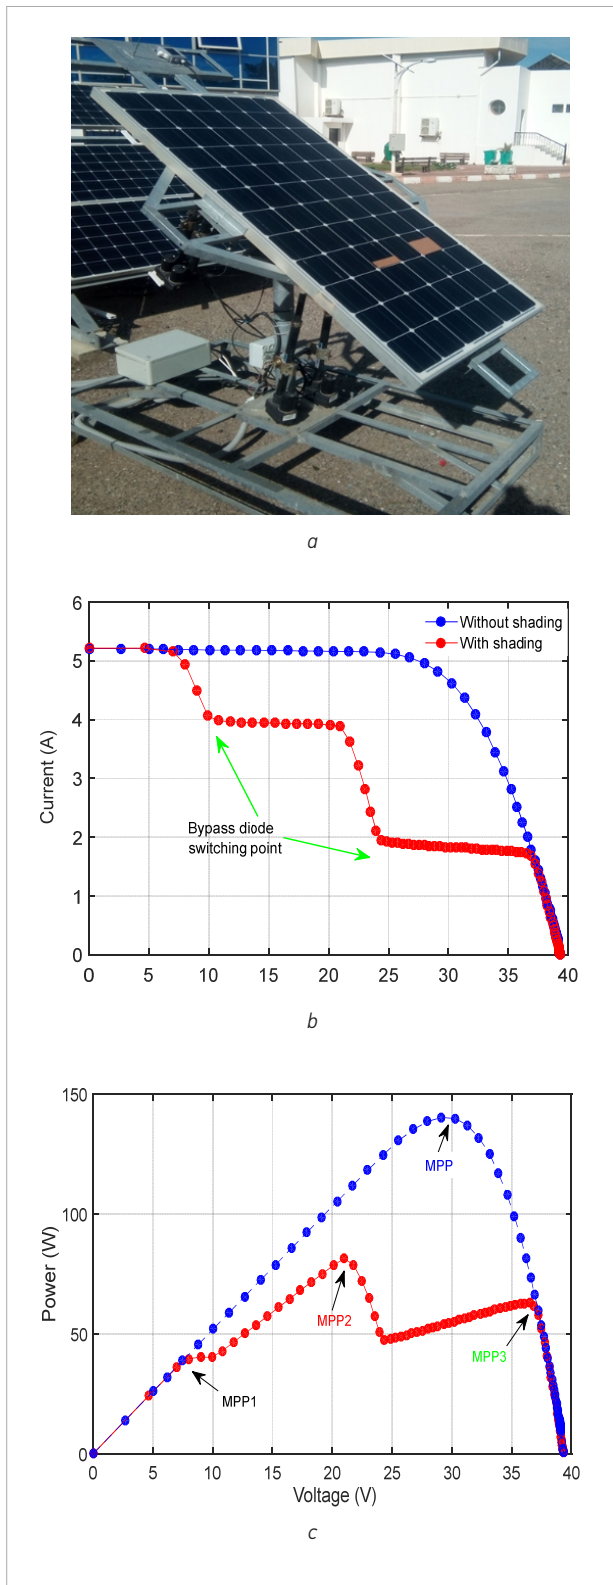 a
6
5
4
3
2
1
0
Current (A)
Without shading
With shading
Bypass diode
switching point
0 5 10 15 20 25 30 35 40
b
150
100
50
0
Power (W)
MPP
MPP2
MPP3
MPP1
0 5 10 15 20 25 30 35 40
Voltage (V)
c